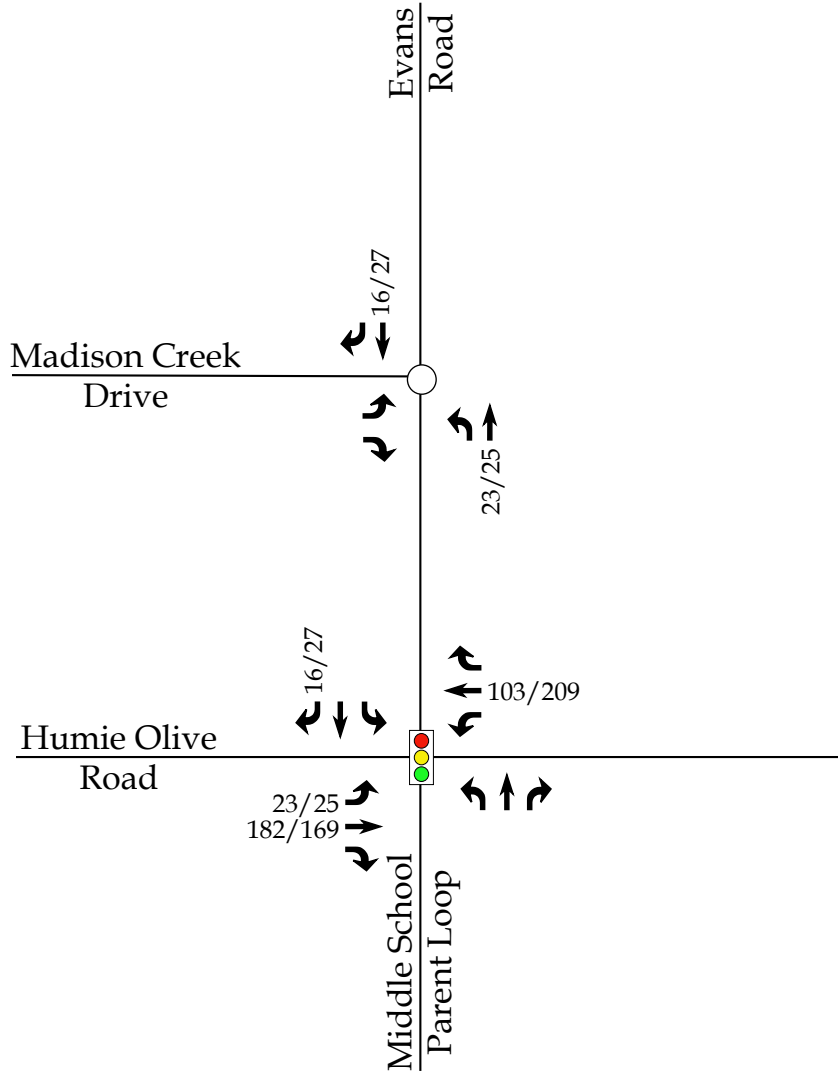 Evans
Road
16/27
Madison Creek
Drive
23/25
16/27
103/209
Humie Olive
Road
23/25
182/169
Middle School
Parent Loop